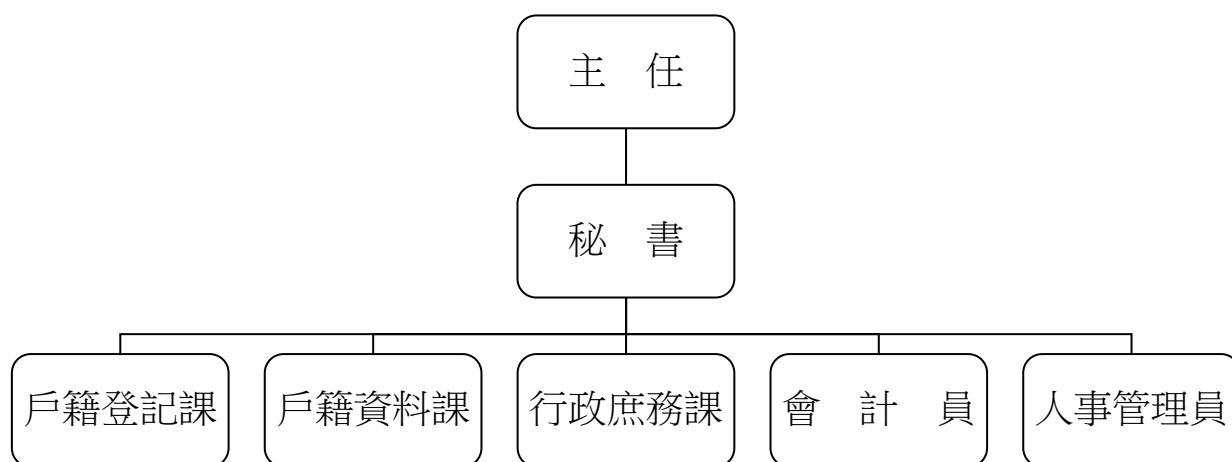 主　任
秘　書
戶籍登記課
戶籍資料課
行政庶務課
會　計　員
人事管理員